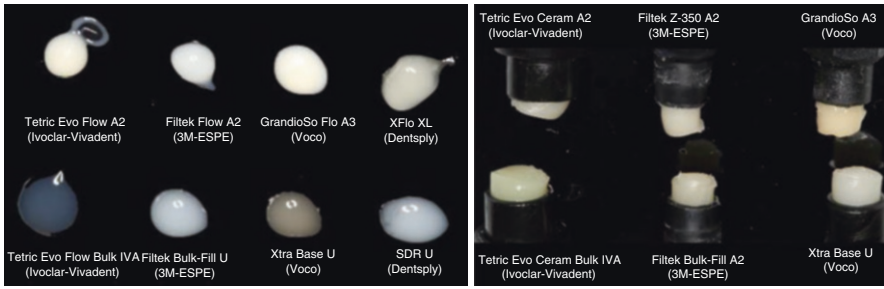 Tetric Evo Flow A2
(Ivoclar-Vivadent)
Filtek Flow A2
(3M-ESPE)
GrandioSo Flo A3
(Voco)
XFlo XL
(Dentsply)
Tetric Evo Flow Bulk IVA
(Ivoclar-Vivadent)
Filtek Bulk-Fill U
(3M-ESPE)
Xtra Base U
(Voco)
SDR U
(Dentsply)
Tetric Evo Ceram A2
(Ivoclar-Vivadent)
Filtek Z-350 A2
(3M-ESPE)
GrandioSo A3
(Voco)
Tetric Evo Ceram Bulk IVA
(Ivoclar-Vivadent)
Filtek Bulk-Fill A2
(3M-ESPE)
Xtra Base U
(Voco)